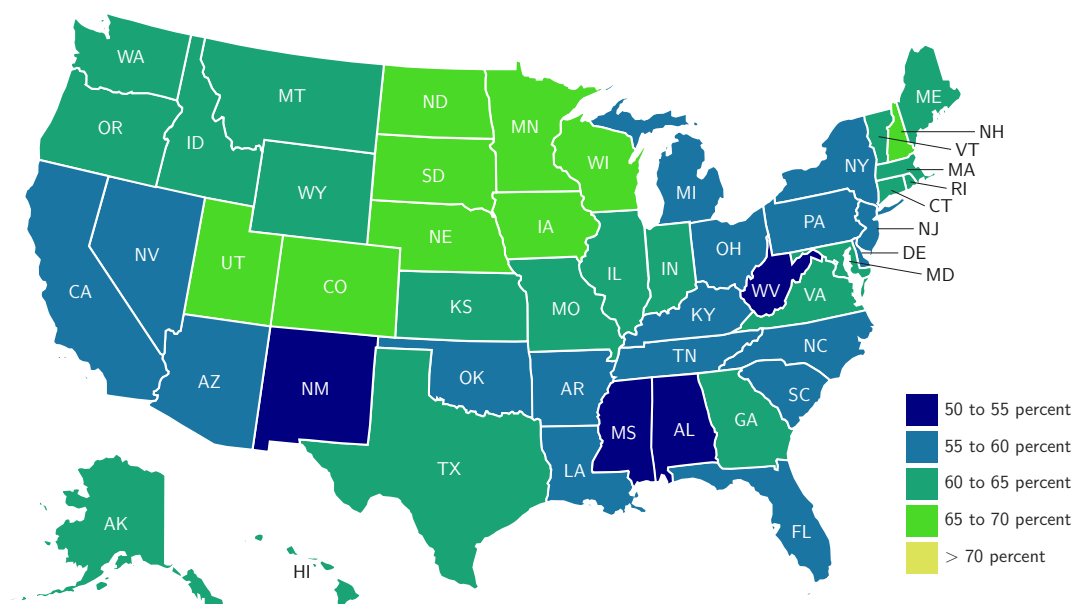 WA
ME
MT
ND
OR
MN
NH
ID
VT
WI
NY
MA
SD
RI
WY
MI
CT
PA
NJ
NE
IA
OH
DE
NV
UT
IL
IN
MD
CO
WV
VA
CA
KS
MO
KY
NC
TN
AZ
NM
OK
AR
SC
50 to 55 percent
GA
MS
AL
55 to 60 percent
TX
LA
60 to 65 percent
AK
65 to 70 percent
FL
> 70 percent
HI